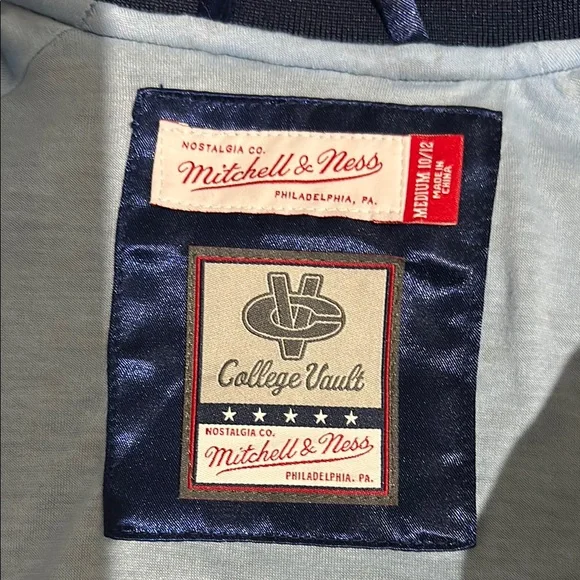 NOSTALGIA CO.
Mitchell & Ness
PHILADELPHIA, PA.
MEDIUM 10/12
MADE IN
CHINA
VC
College Vault
NOSTALGIA CO.
Mitchell & Ness
PHILADELPHIA, PA.